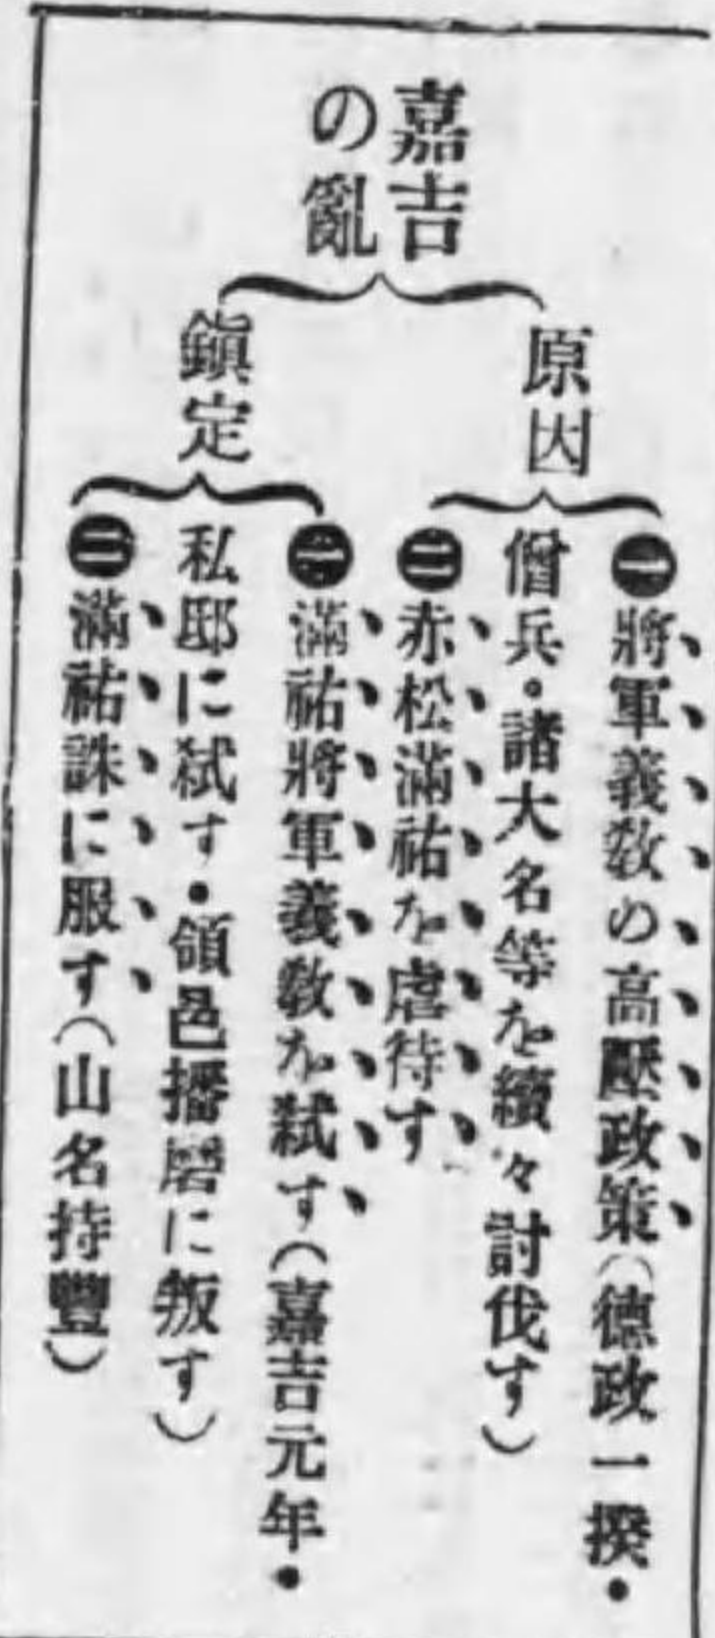 嘉吉
の亂
原因
㊀將軍義敎の高壓政策(德政一揆・
僧兵。諸大名等を續々討伐す)
㊁赤松滿祐を虐待す
鎭定
㊀滿祐將軍義敎を弑す(嘉吉元年・
私邸に弑す・領邑播磨に叛す)
㊁滿祐誅に服す(山名持豐)